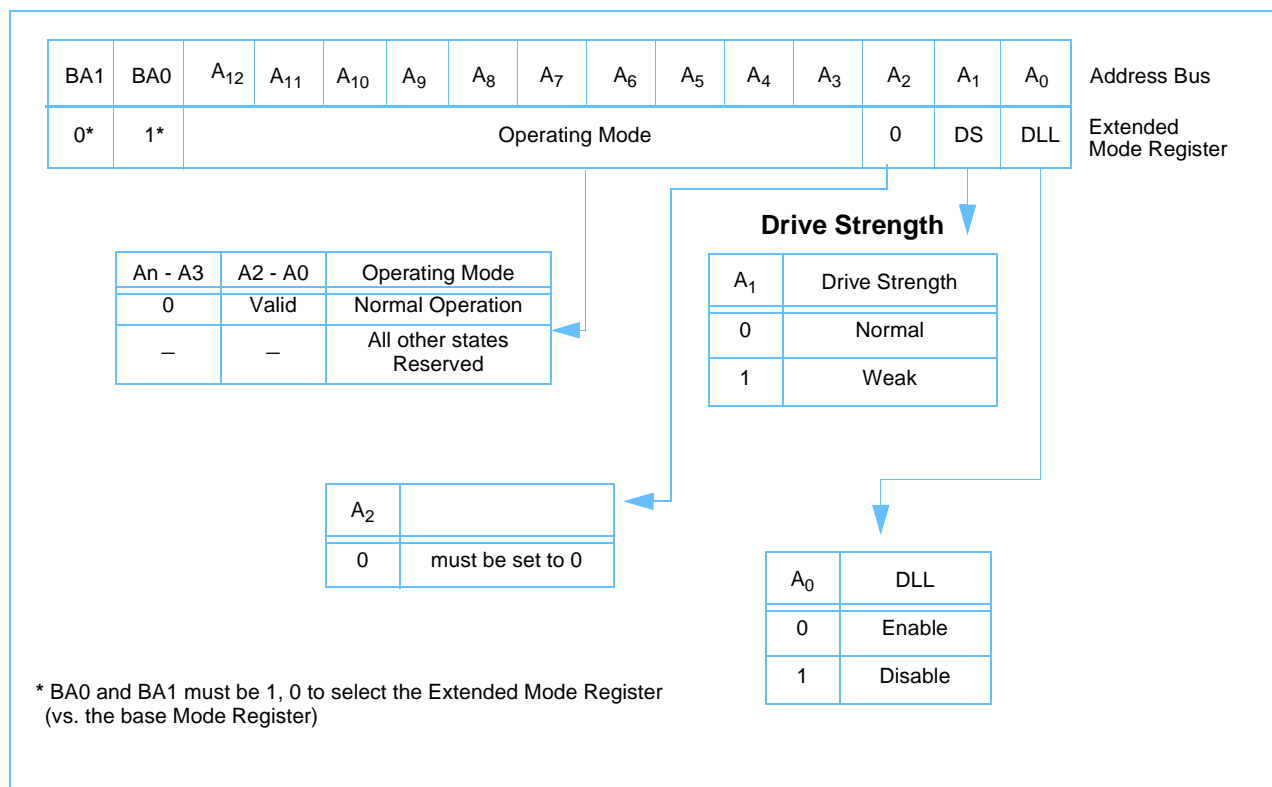 BA1 BA0 A12 A11 A10 A9 A8 A7 A6 A5 A4 A3 A2 A1 A0 Address Bus
0* 1* Operating Mode 0 DS DLL Extended
Mode Register
Drive Strength
An - A3 A2 - A0 Operating Mode
0 Valid Normal Operation
– – All other states
Reserved
A1 Drive Strength
0 Normal
1 Weak
A2
0 must be set to 0
A0 DLL
0 Enable
1 Disable
* BA0 and BA1 must be 1, 0 to select the Extended Mode Register
(vs. the base Mode Register)